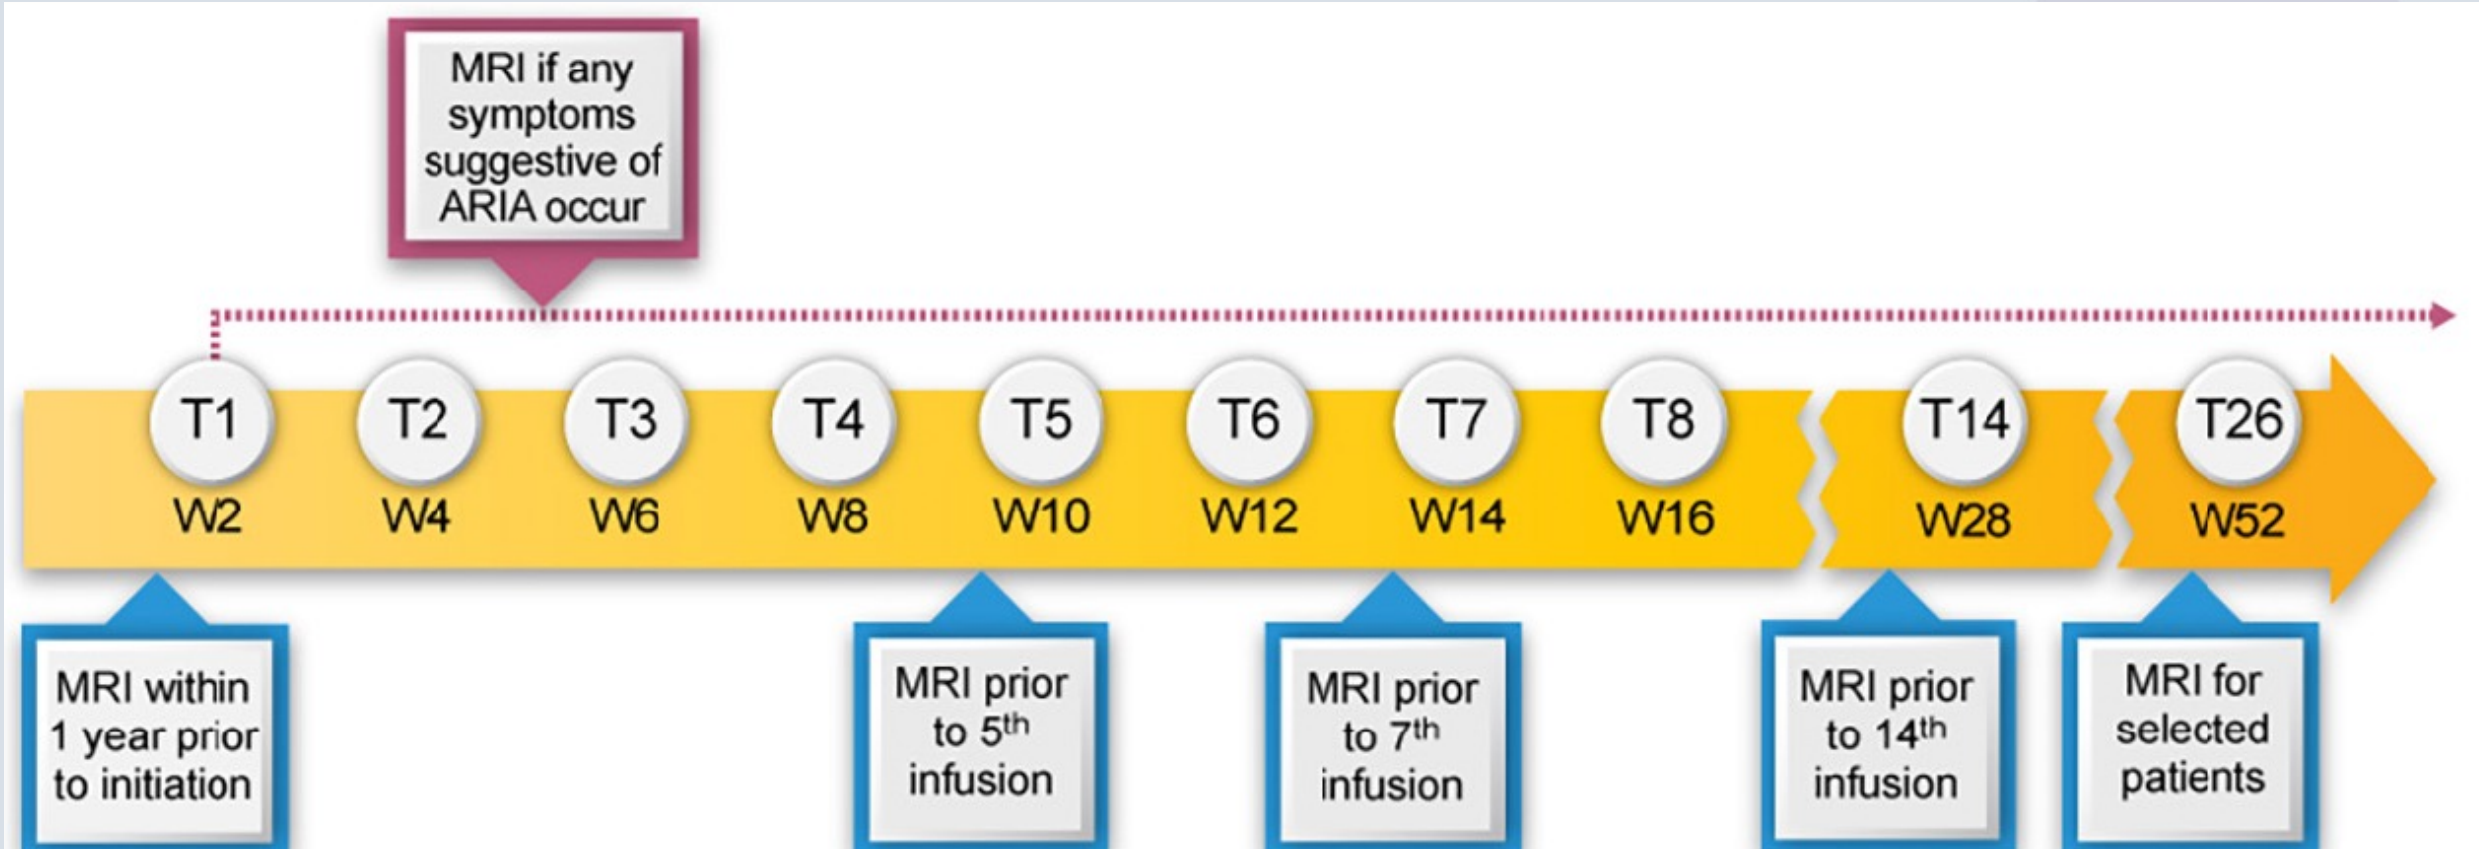 MRI if any
symptoms
suggestive of
ARIA occur
T1 T2 T3 T4 T5 T6 T7 T8 T14 T26
W2 W4 W6 W8 W10 W12 W14 W16 W28 W52
MRI within
1 year prior
to initiation
MRI prior
to 5th
infusion
MRI prior
to 7th
infusion
MRI prior
to 14th
infusion
MRI for
selected
patients